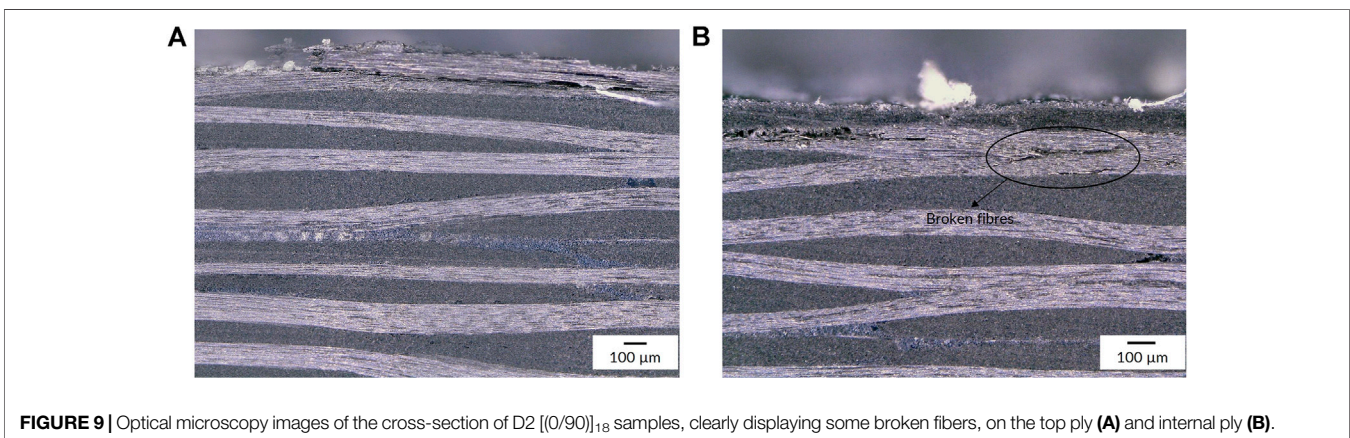 A
B
Broken fibres
100 µm
100 µm
FIGURE 9 | Optical microscopy images of the cross-section of D2 [(0/90)]18 samples, clearly displaying some broken fibers, on the top ply (A) and internal ply (B).